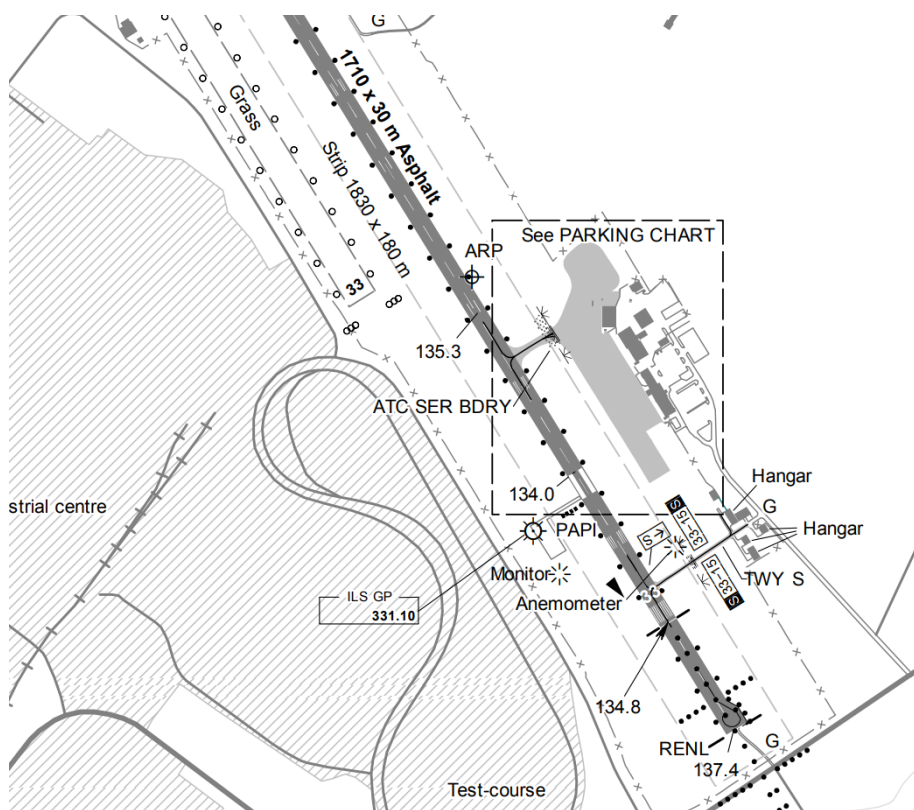 G
1710 x 30 m Asphalt
Grass
Strip 1830 x 180 m
See PARKING CHART
ARP
33
135.3
ATC SER BDRY
134.0
Hangar
strial centre
G
PAPI
S 33-15
←S
Hangar
Monitor
S 33-15
TWY S
Anemometer
ILS GP
331.10
134.8
RENL
G
137.4
Test-course